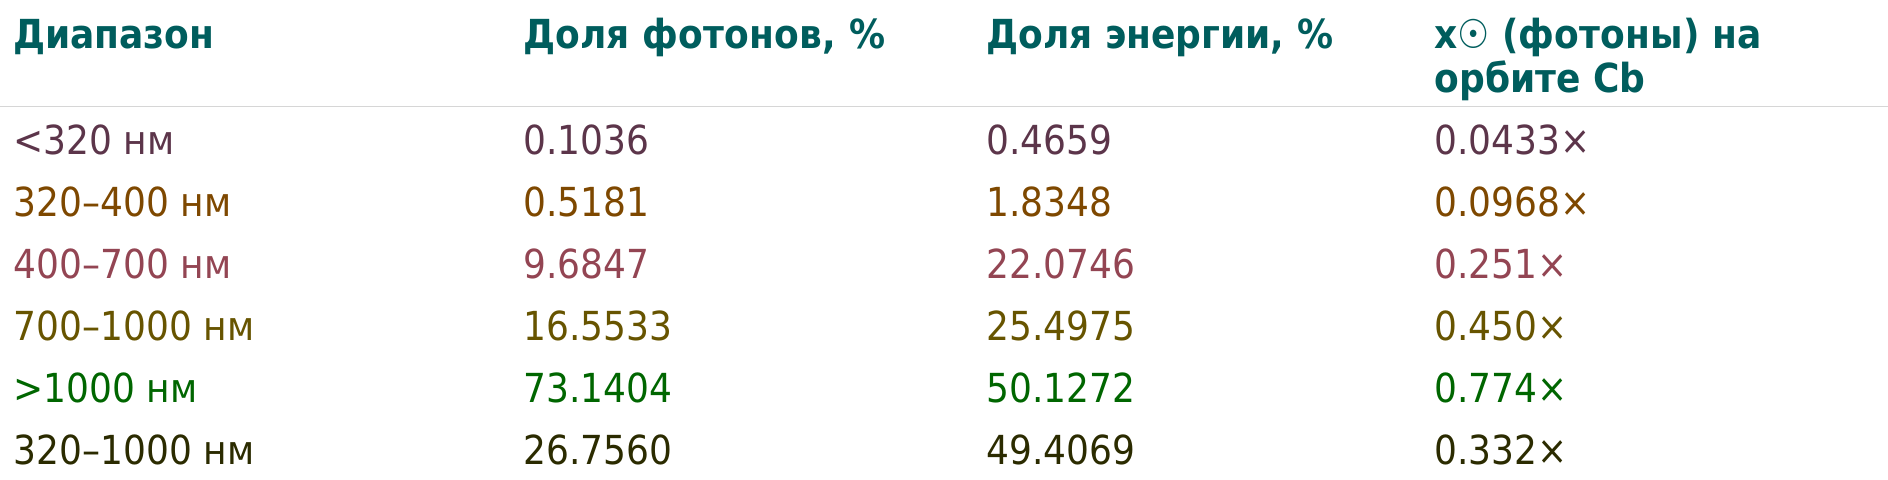 Диапазон Доля фотонов, % Доля энергии, % x☉ (фотоны) на
орбите Cb
<320 нм 0.1036 0.4659 0.0433×
320–400 нм 0.5181 1.8348 0.0968×
400–700 нм 9.6847 22.0746 0.251×
700–1000 нм 16.5533 25.4975 0.450×
>1000 нм 73.1404 50.1272 0.774×
320–1000 нм 26.7560 49.4069 0.332×